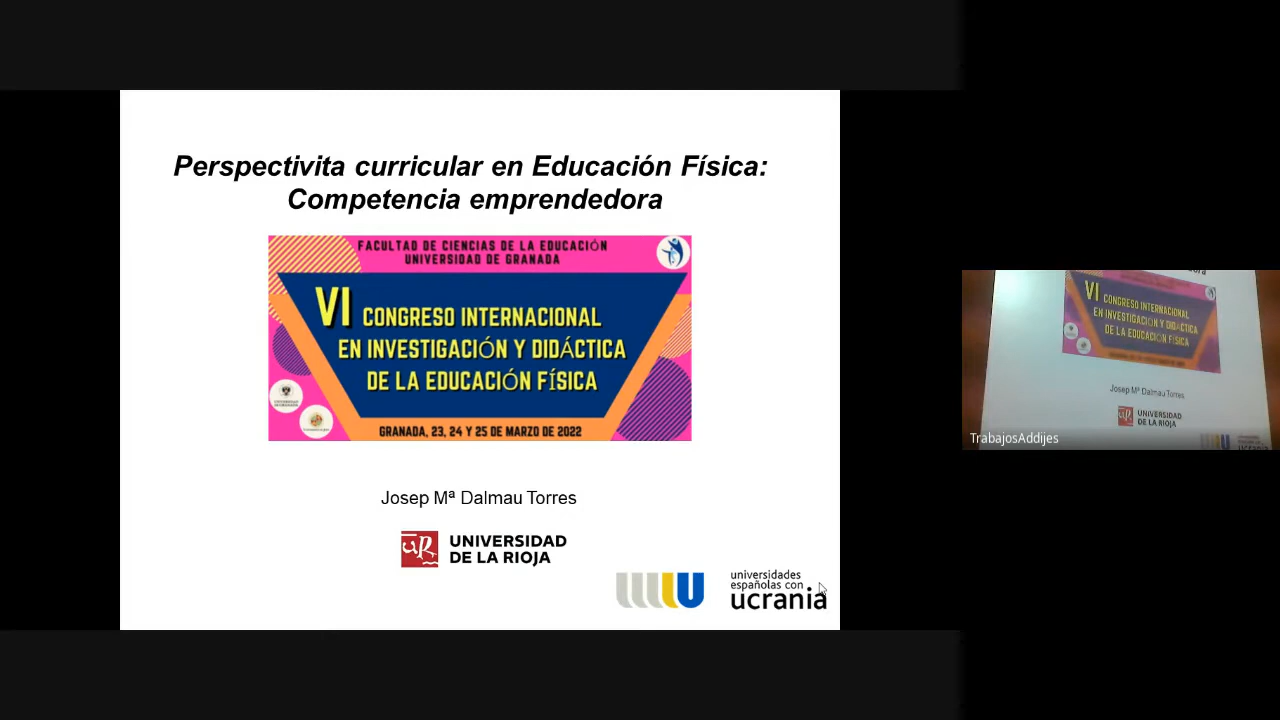 Perspectivita curricular en Educación Física:
Competencia emprendedora
FACULTAD DE CIENCIAS DE LA EDUCACIÓN
UNIVERSIDAD DE GRANADA
VI CONGRESO INTERNACIONAL
EN INVESTIGACIÓN Y DIDÁCTICA
DE LA EDUCACIÓN FÍSICA
GRANADA, 23, 24 Y 25 DE MARZO DE 2022
Josep Mª Dalmau Torres
UNIVERSIDAD
DE LA RIOJA
universidades
españolas con
ucrania
VI CONGRESO INTERNACIONAL
EN INVESTIGACIÓN Y DIDÁCTICA
DE LA EDUCACIÓN FÍSICA
Josep Mª Dalmau Torres
UNIVERSIDAD
DE LA RIOJA
TrabajosAddijes